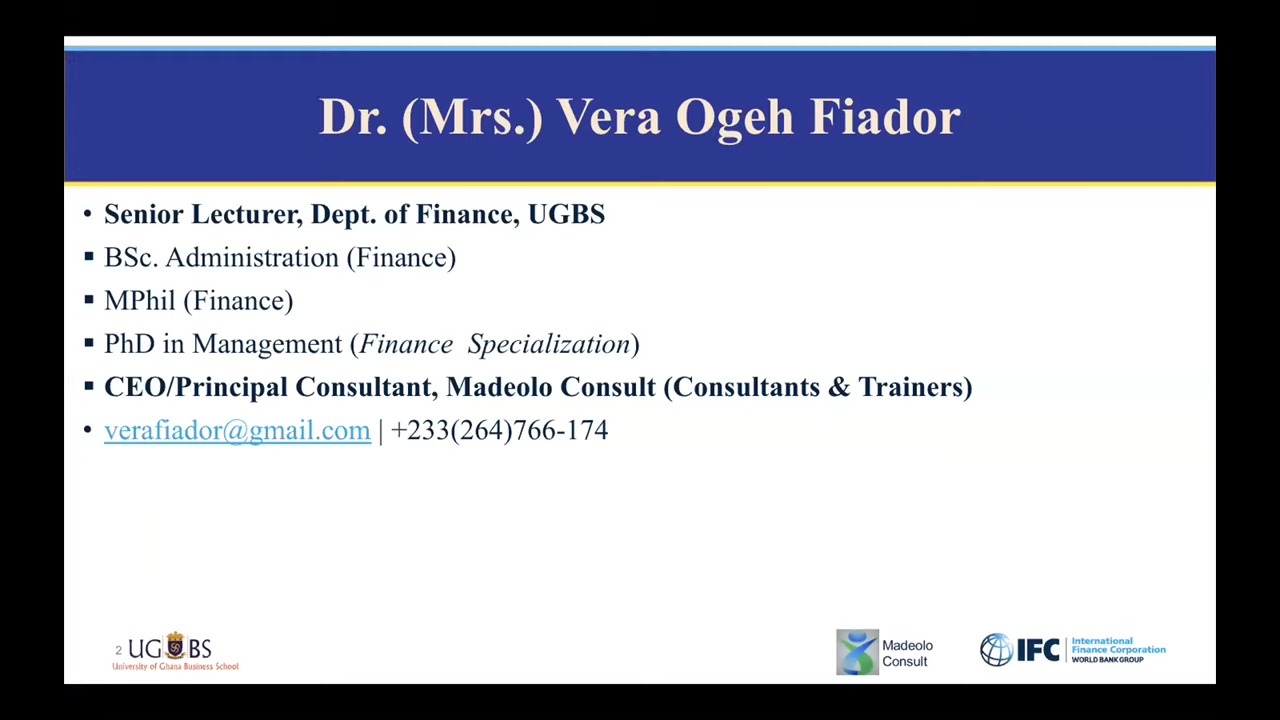 Dr. (Mrs.) Vera Ogeh Fiador
• Senior Lecturer, Dept. of Finance, UGBS
▪ BSc. Administration (Finance)
▪ MPhil (Finance)
▪ PhD in Management (Finance Specialization)
▪ CEO/Principal Consultant, Madeolo Consult (Consultants & Trainers)
• verafiador@gmail.com | +233(264)766-174
2 UGBS
University of Ghana Business School
Madeolo
Consult
IFC
International
Finance Corporation
WORLD BANK GROUP